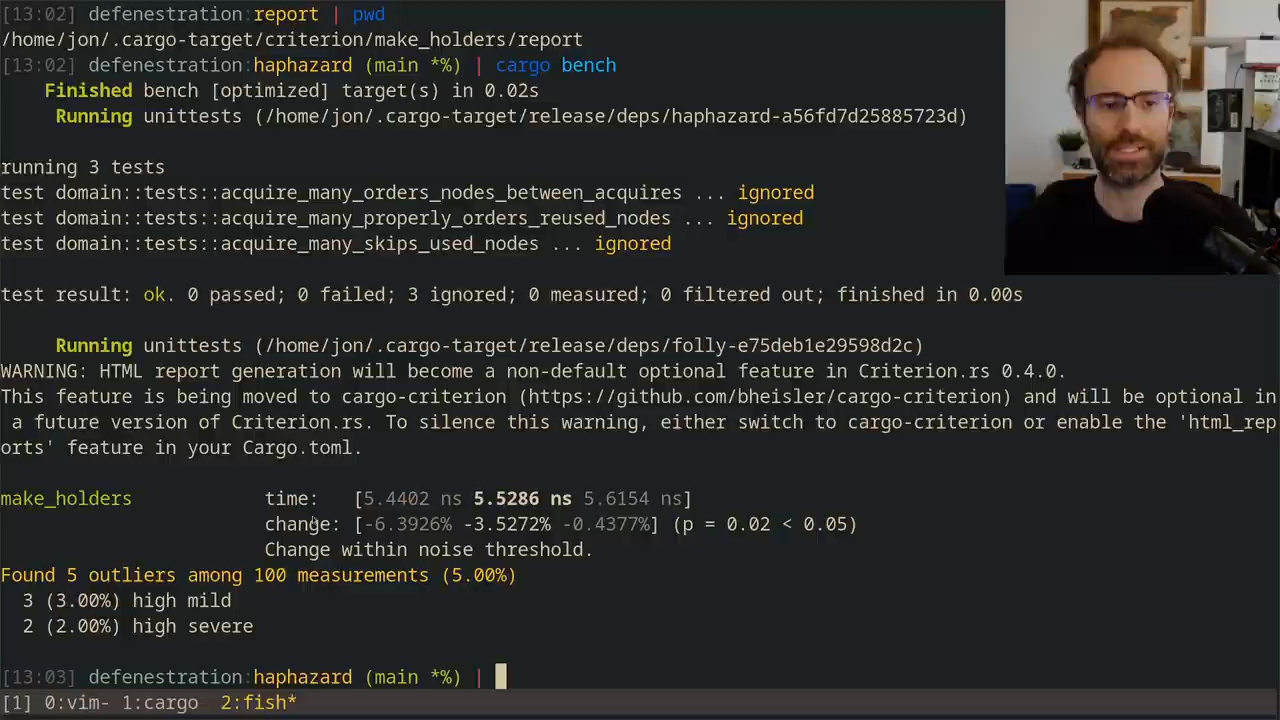 [13:02] defenestration:report | pwd
/home/jon/.cargo-target/criterion/make_holders/report
[13:02] defenestration:haphazard (main *%) | cargo bench
Finished bench [optimized] target(s) in 0.02s
Running unittests (/home/jon/.cargo-target/release/deps/haphazard-a56fd7d25885723d)
running 3 tests
test domain::tests::acquire_many_orders_nodes_between_acquires ... ignored
test domain::tests::acquire_many_properly_orders_reused_nodes ... ignored
test domain::tests::acquire_many_skips_used_nodes ... ignored
test result: ok. 0 passed; 0 failed; 3 ignored; 0 measured; 0 filtered out; finished in 0.00s
Running unittests (/home/jon/.cargo-target/release/deps/folly-e75deb1e29598d2c)
WARNING: HTML report generation will become a non-default optional feature in Criterion.rs 0.4.0.
This feature is being moved to cargo-criterion (https://github.com/bheisler/cargo-criterion) and will be optional in
a future version of Criterion.rs. To silence this warning, either switch to cargo-criterion or enable the 'html_rep
orts' feature in your Cargo.toml.
make_holders time: [5.4402 ns 5.5286 ns 5.6154 ns]
change: [-6.3926% -3.5272% -0.4377%] (p = 0.02 < 0.05)
Change within noise threshold.
Found 5 outliers among 100 measurements (5.00%)
3 (3.00%) high mild
2 (2.00%) high severe
[13:03] defenestration:haphazard (main *%) |
[1] 0:vim- 1:cargo 2:fish*